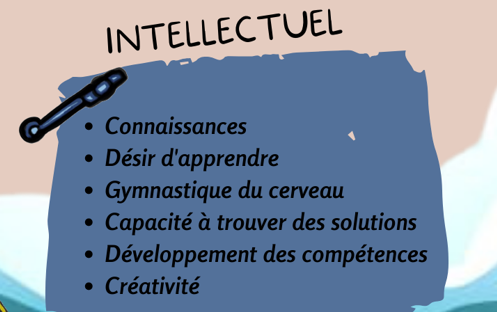 INTELLECTUEL
• Connaissances
• Désir d'apprendre
• Gymnastique du cerveau
• Capacité à trouver des solutions
• Développement des compétences
• Créativité